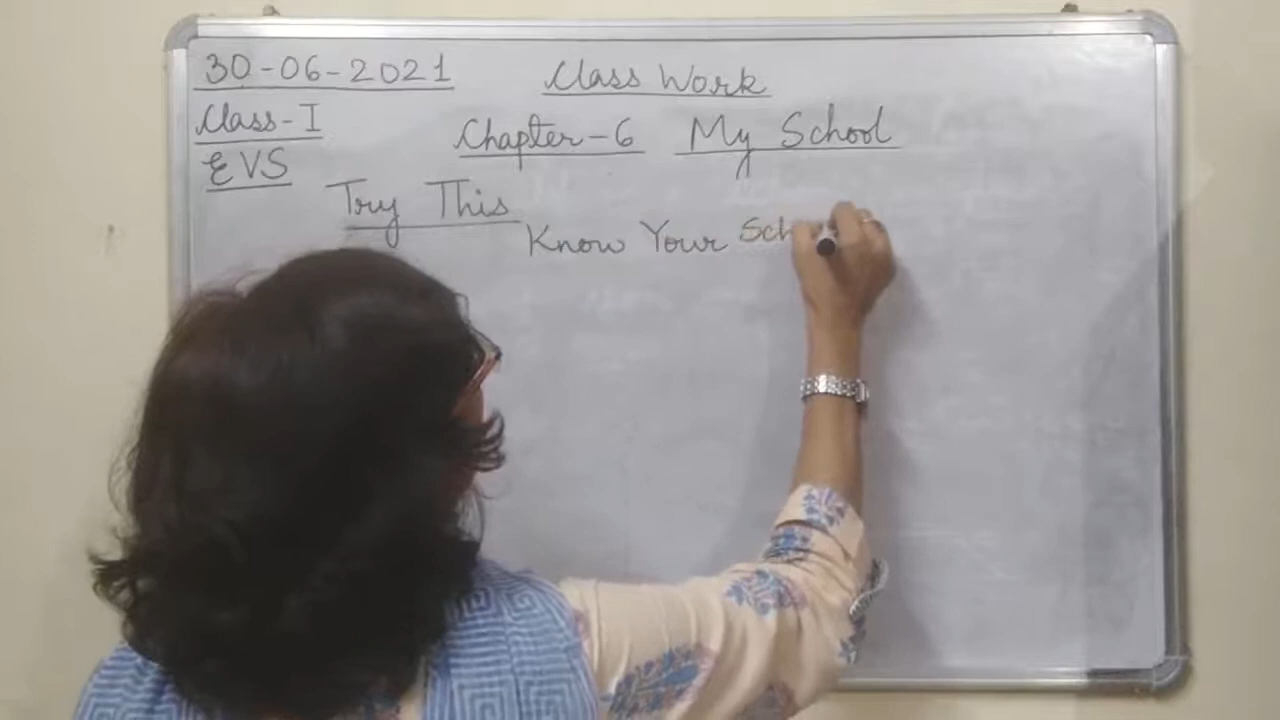 30-06-2021 Class Work
Class-I
Chapter-6 My School
EVS
Try This
Know Your Sch